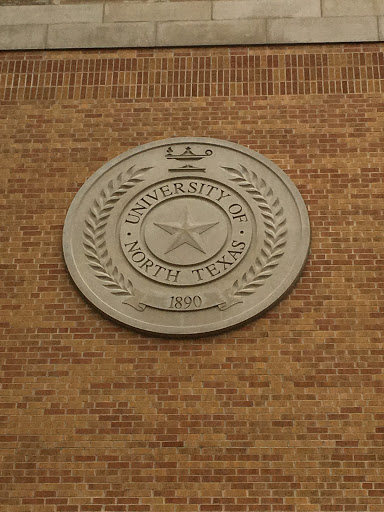 UNIVERSITY OF
· NORTH TEXAS ·
1890